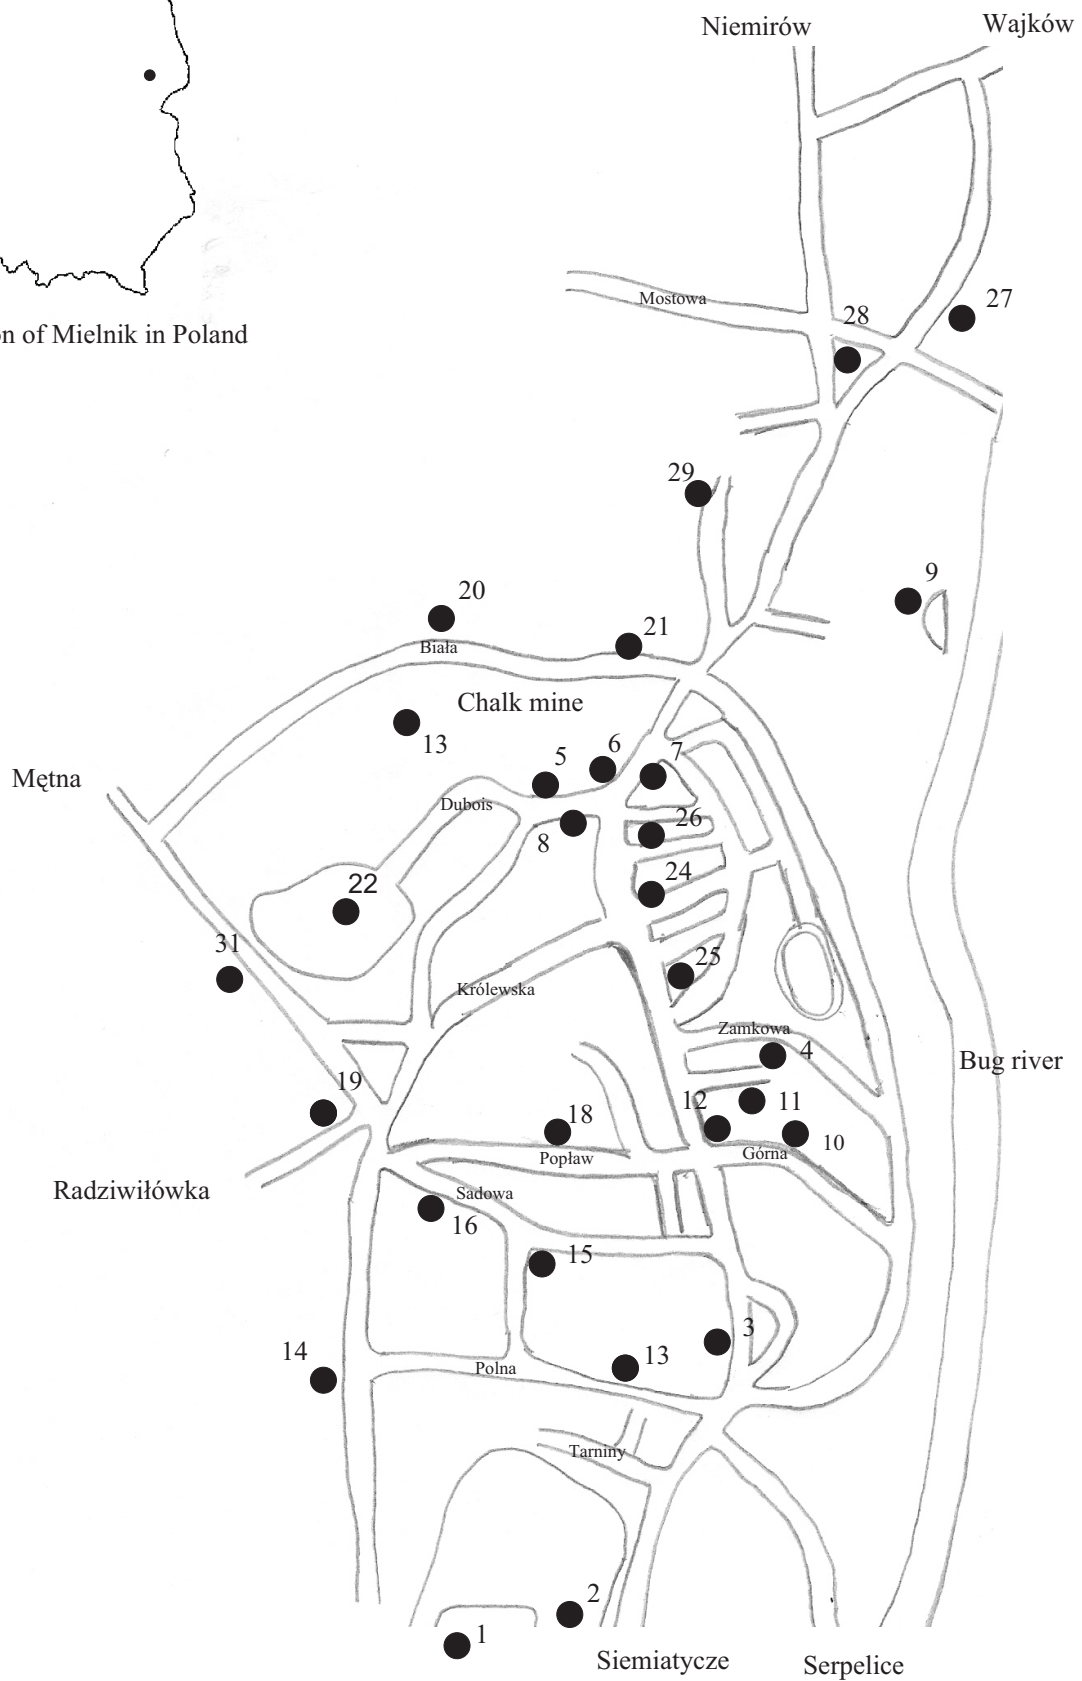 Niemirów
Wajków
on of Mielnik in Poland
Mostowa
27
28
29
9
20
21
Biała
Chalk mine
13
6
7
5
Mętna
Dubois
26
8
24
22
31
25
Królewska
Zamkowa
4
Bug river
19
12
11
18
10
Popław
Górna
Radziwiłówka
Sadowa
16
15
3
14
13
Polna
Tarniny
2
1
Siemiatycze
Serpelice